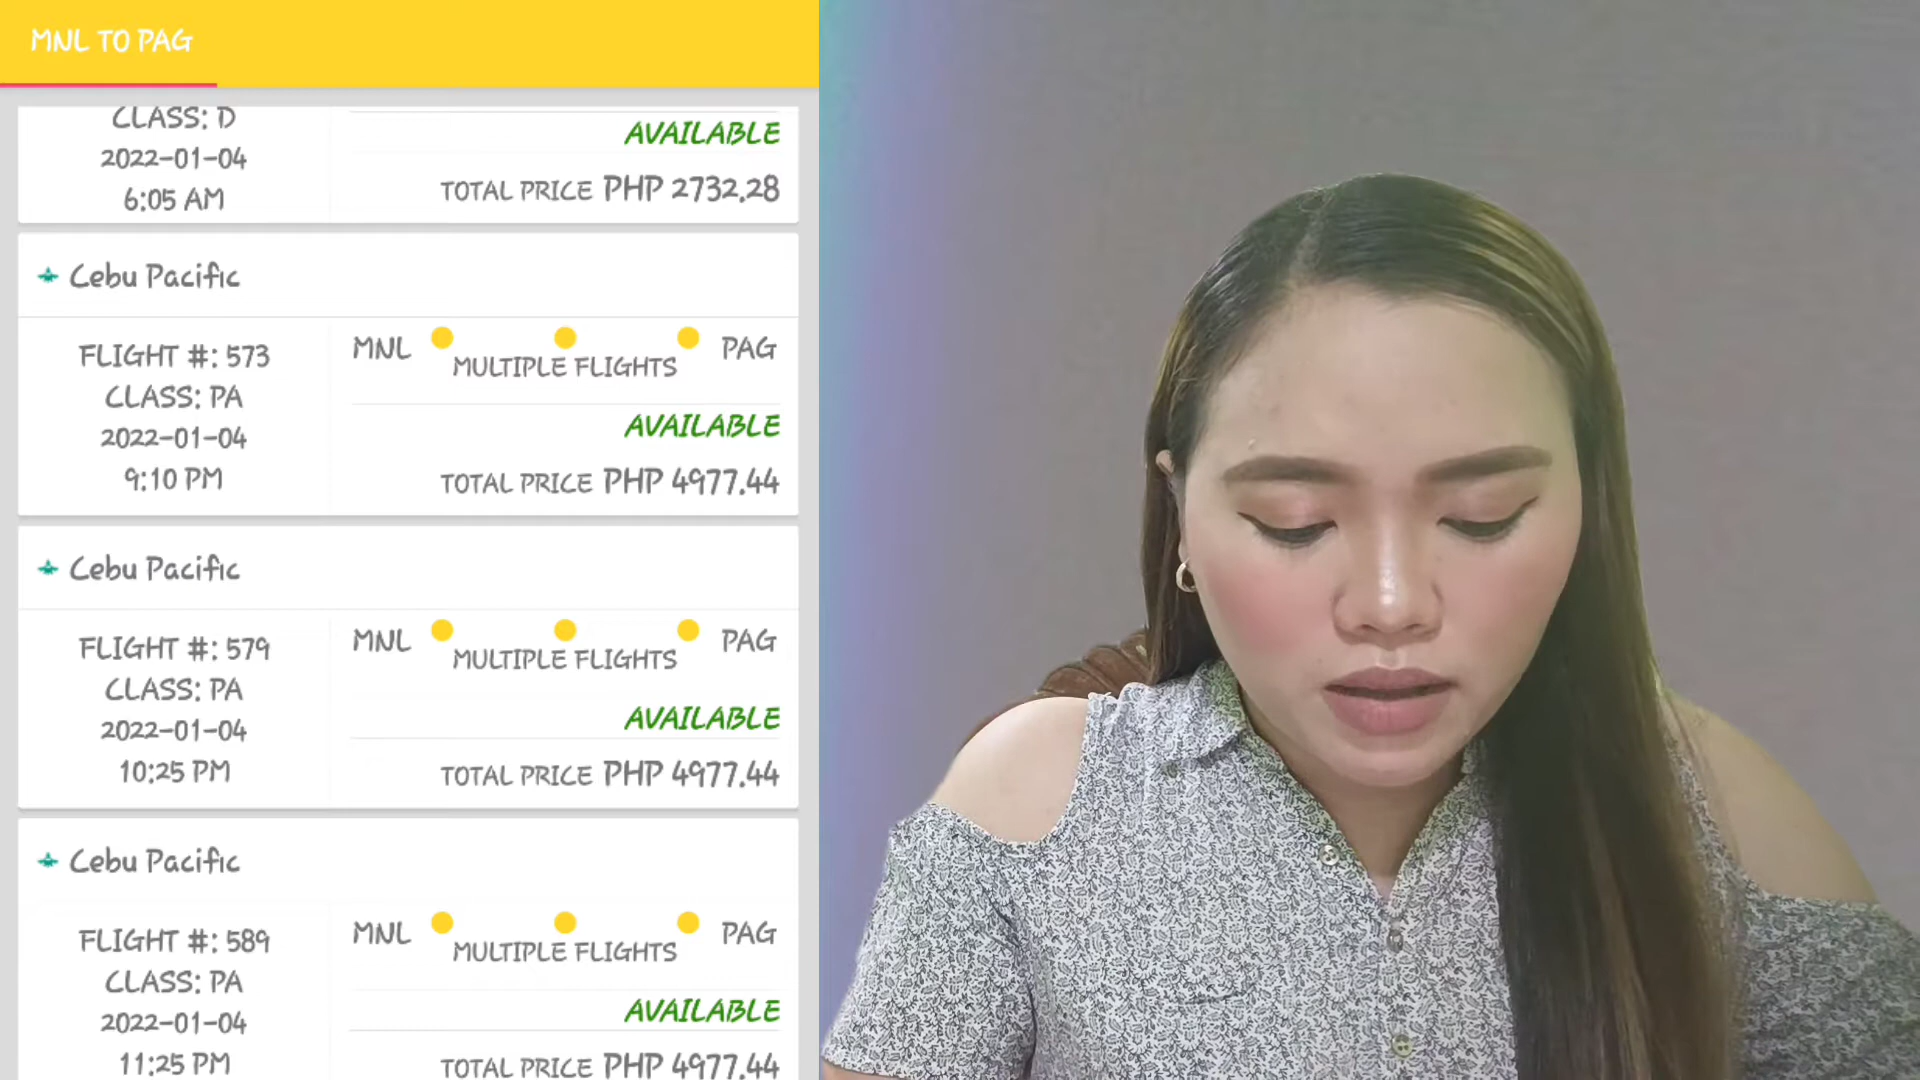 MNL TO PAG
CLASS: D
2022-01-04
6:05 AM
AVAILABLE
TOTAL PRICE PHP 2732.28
Cebu Pacific
FLIGHT #: 573
CLASS: PA
2022-01-04
9:10 PM
MNL
MULTIPLE FLIGHTS
PAG
AVAILABLE
TOTAL PRICE PHP 4977.44
Cebu Pacific
FLIGHT #: 579
CLASS: PA
2022-01-04
10:25 PM
MNL
MULTIPLE FLIGHTS
PAG
AVAILABLE
TOTAL PRICE PHP 4977.44
Cebu Pacific
FLIGHT #: 589
CLASS: PA
2022-01-04
11:25 PM
MNL
MULTIPLE FLIGHTS
PAG
AVAILABLE
TOTAL PRICE PHP 4977.44